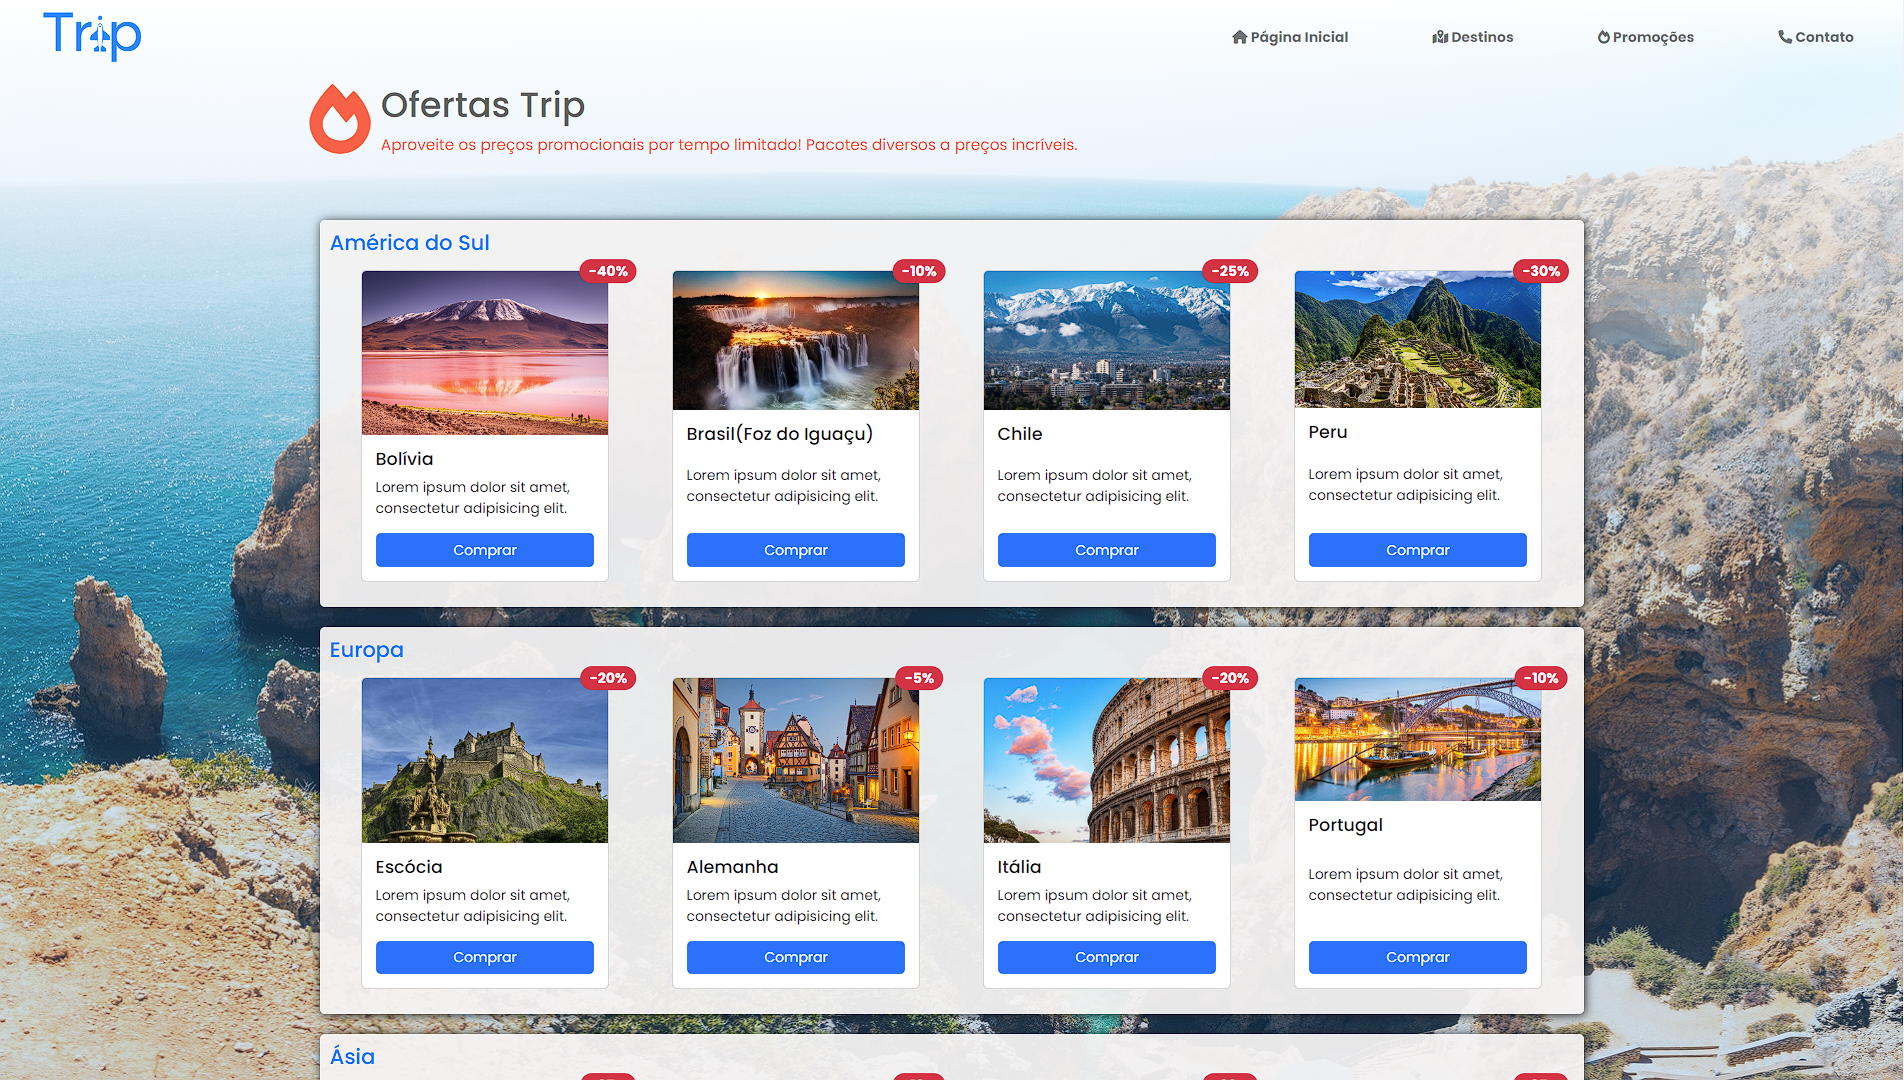 Trip
Página Inicial
Destinos
Promoções
Contato
Ofertas Trip
Aproveite os preços promocionais por tempo limitado! Pacotes diversos a preços incríveis.
América do Sul
-40%
-10%
-25%
-30%
Bolívia
Lorem ipsum dolor sit amet,
consectetur adipisicing elit.
Comprar
Brasil(Foz do Iguaçu)
Lorem ipsum dolor sit amet,
consectetur adipisicing elit.
Comprar
Chile
Lorem ipsum dolor sit amet,
consectetur adipisicing elit.
Comprar
Peru
Lorem ipsum dolor sit amet,
consectetur adipisicing elit.
Comprar
Europa
-20%
-5%
-20%
-10%
Escócia
Lorem ipsum dolor sit amet,
consectetur adipisicing elit.
Comprar
Alemanha
Lorem ipsum dolor sit amet,
consectetur adipisicing elit.
Comprar
Itália
Lorem ipsum dolor sit amet,
consectetur adipisicing elit.
Comprar
Portugal
Lorem ipsum dolor sit amet,
consectetur adipisicing elit.
Comprar
Ásia